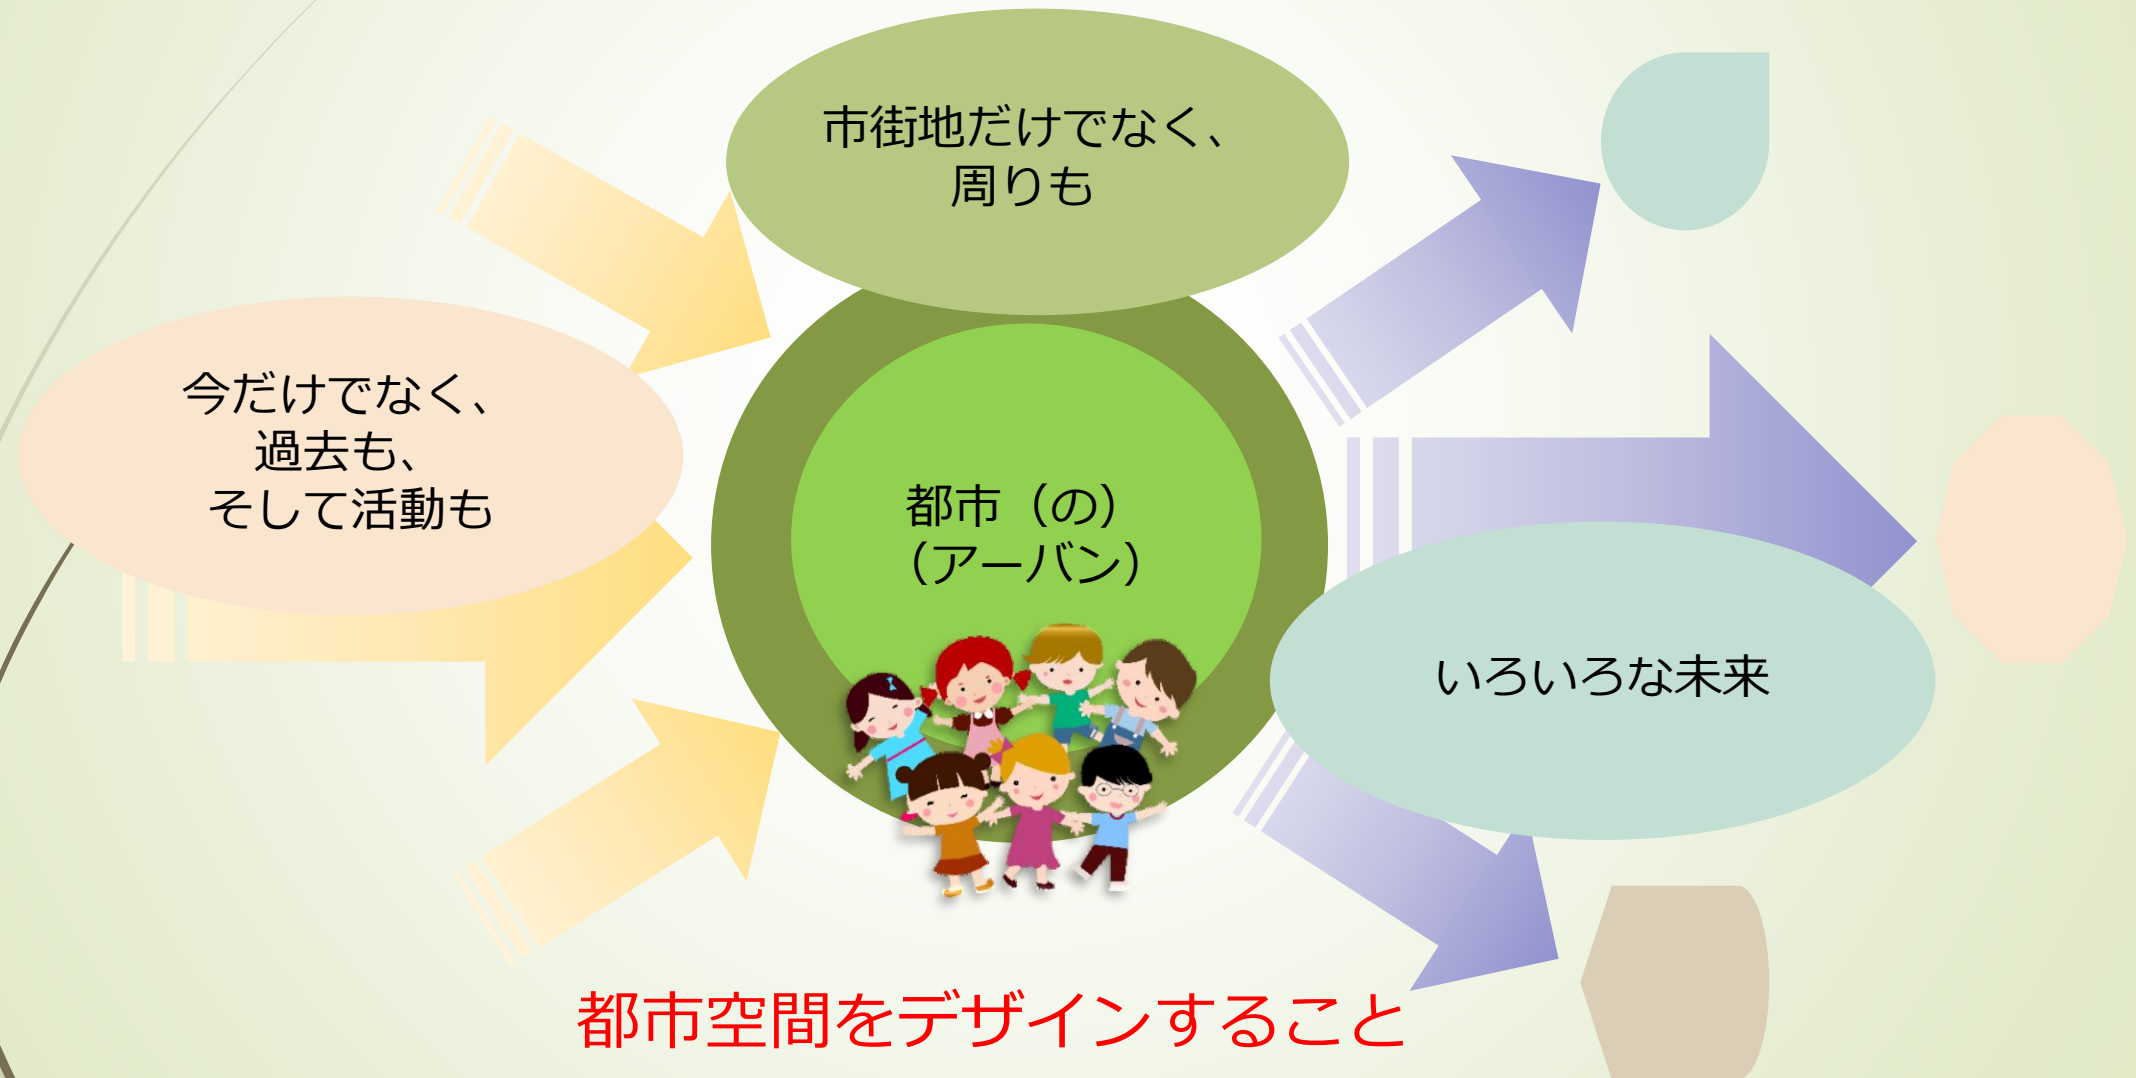 市街地だけでなく、
周りも
今だけでなく、
過去も、
そして活動も
都市（の）
（アーバン）
いろいろな未来
都市空間をデザインすること